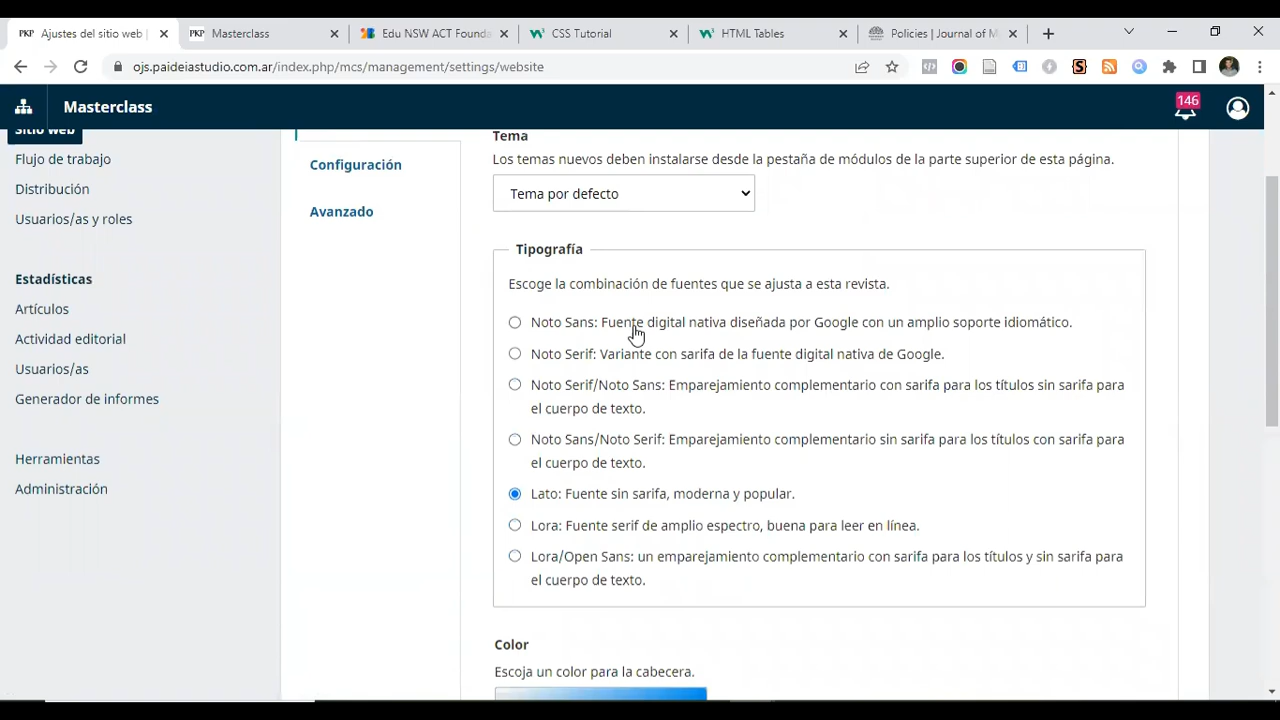 PKP Ajustes del sitio web |
PKP Masterclass
Edu NSW ACT Founda
CSS Tutorial
HTML Tables
Policies | Journal of M
ojs.paideiastudio.com.ar/index.php/mcs/management/settings/website
Masterclass
146
Sitio web
Flujo de trabajo
Distribución
Usuarios/as y roles
Estadísticas
Artículos
Actividad editorial
Usuarios/as
Generador de informes
Herramientas
Administración
Configuración
Avanzado
Tema
Los temas nuevos deben instalarse desde la pestaña de módulos de la parte superior de esta página.
Tema por defecto
Tipografía
Escoge la combinación de fuentes que se ajusta a esta revista.
Noto Sans: Fuente digital nativa diseñada por Google con un amplio soporte idiomático.
Noto Serif: Variante con sarifa de la fuente digital nativa de Google.
Noto Serif/Noto Sans: Emparejamiento complementario con sarifa para los títulos sin sarifa para
el cuerpo de texto.
Noto Sans/Noto Serif: Emparejamiento complementario sin sarifa para los títulos con sarifa para
el cuerpo de texto.
Lato: Fuente sin sarifa, moderna y popular.
Lora: Fuente serif de amplio espectro, buena para leer en línea.
Lora/Open Sans: un emparejamiento complementario con sarifa para los títulos y sin sarifa para
el cuerpo de texto.
Color
Escoja un color para la cabecera.